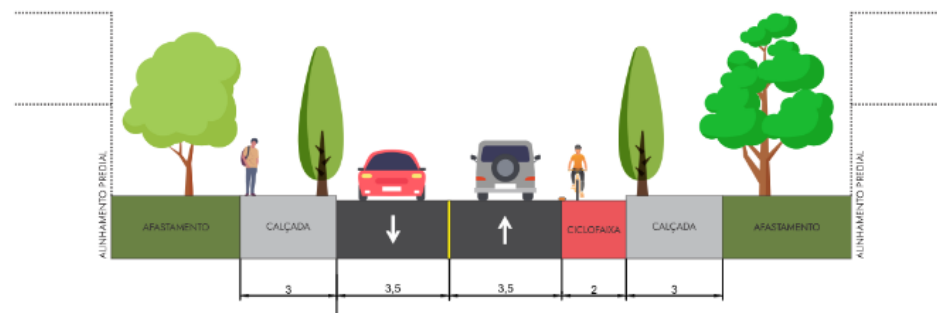 ALINHAMENTO PREDIAL
AFASTAMENTO
CALÇADA
CICLOFAIXA
CALÇADA
AFASTAMENTO
ALINHAMENTO PREDIAL
3
3,5
3,5
2
3